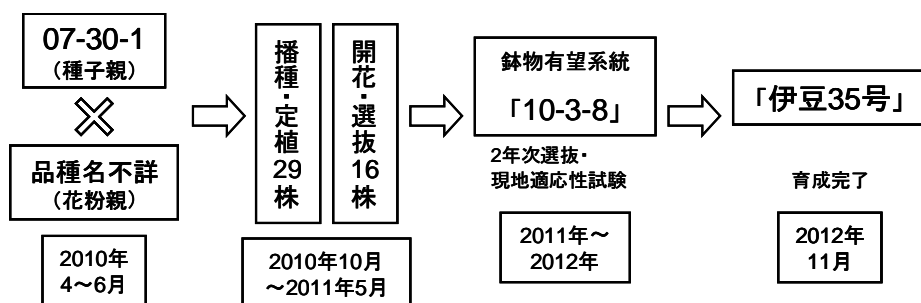 07-30-1
（種子親）
品種名不詳
（花粉親）
2010年
4～6月
播種・定植29株
開花・選抜16株
2010年10月
～2011年5月
鉢物有望系統
「10-3-8」
2年次選抜・
現地適応性試験
2011年～
2012年
「伊豆35号」
育成完了
2012年
11月